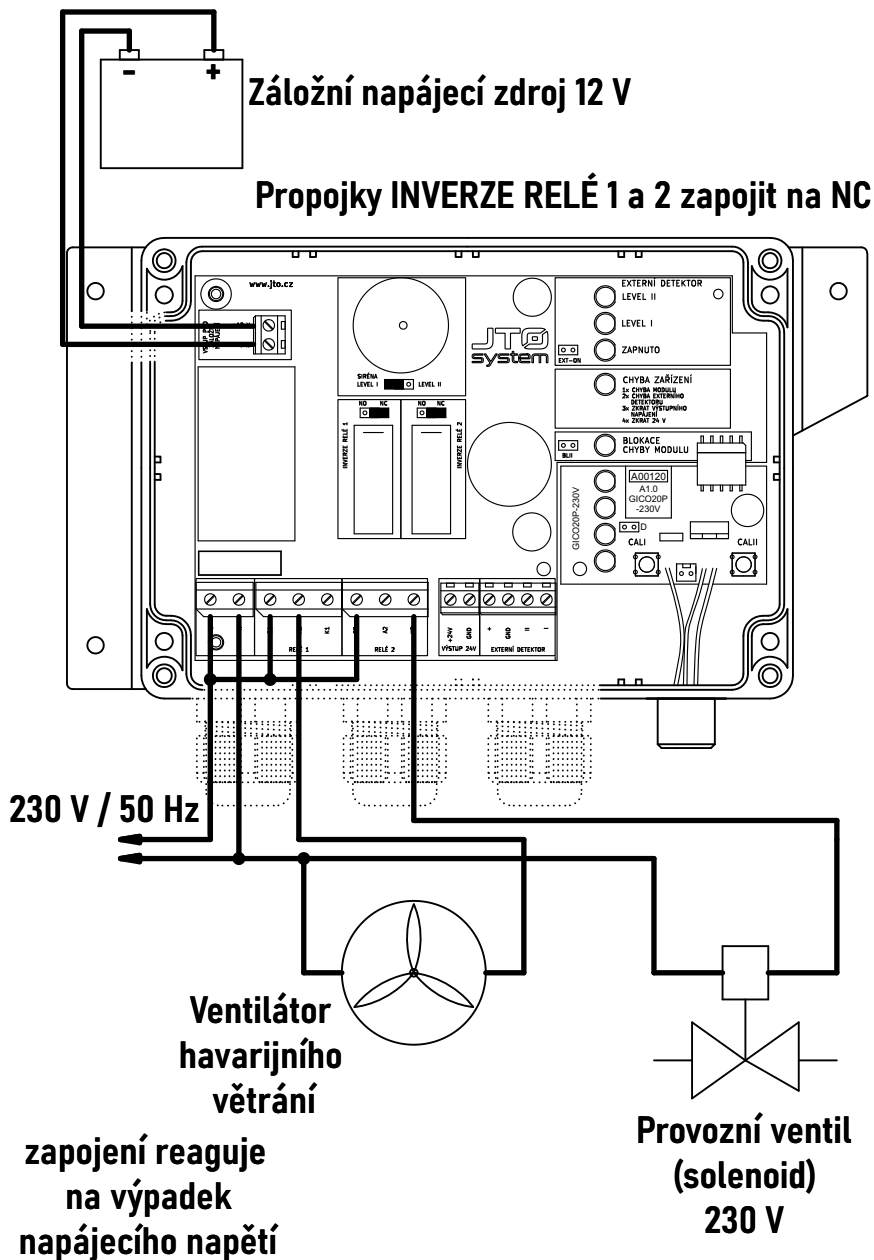 - +
Záložní napájecí zdroj 12 V
Propojky INVERZE RELÉ 1 a 2 zapojit na NC
www.jto.cz
VSTUP PRO
ZÁLOŽNÍ
NAPÁJENÍ
SIRÉNA
LEVEL I
LEVEL II
JTO
system
EXTERNÍ DETEKTOR
LEVEL II
LEVEL I
ZAPNUTO
EXT-ON
CHYBA ZAŘÍZENÍ
1x CHYBA MODULU
2x CHYBA EXTERNÍHO
DETEKTORU
3x ZKRAT VÝSTUPNÍHO
NAPÁJENÍ
4x ZKRAT 24 V
BLOKACE
CHYBY MODULU
BLII
NO NC
INVERZE RELÉ 1
NO NC
INVERZE RELÉ 2
GICO20P-230V
A00120
A1.0
GICO20P
-230V
D
CALI
CALII
K1
RELÉ 1
A2
RELÉ 2
+24V
GND
VÝSTUP 24V
+
GND
II
I
EXTERNÍ DETEKTOR
230 V / 50 Hz
Ventilátor
havarijního
větrání
zapojení reaguje
na výpadek
napájecího napětí
Provozní ventil
(solenoid)
230 V